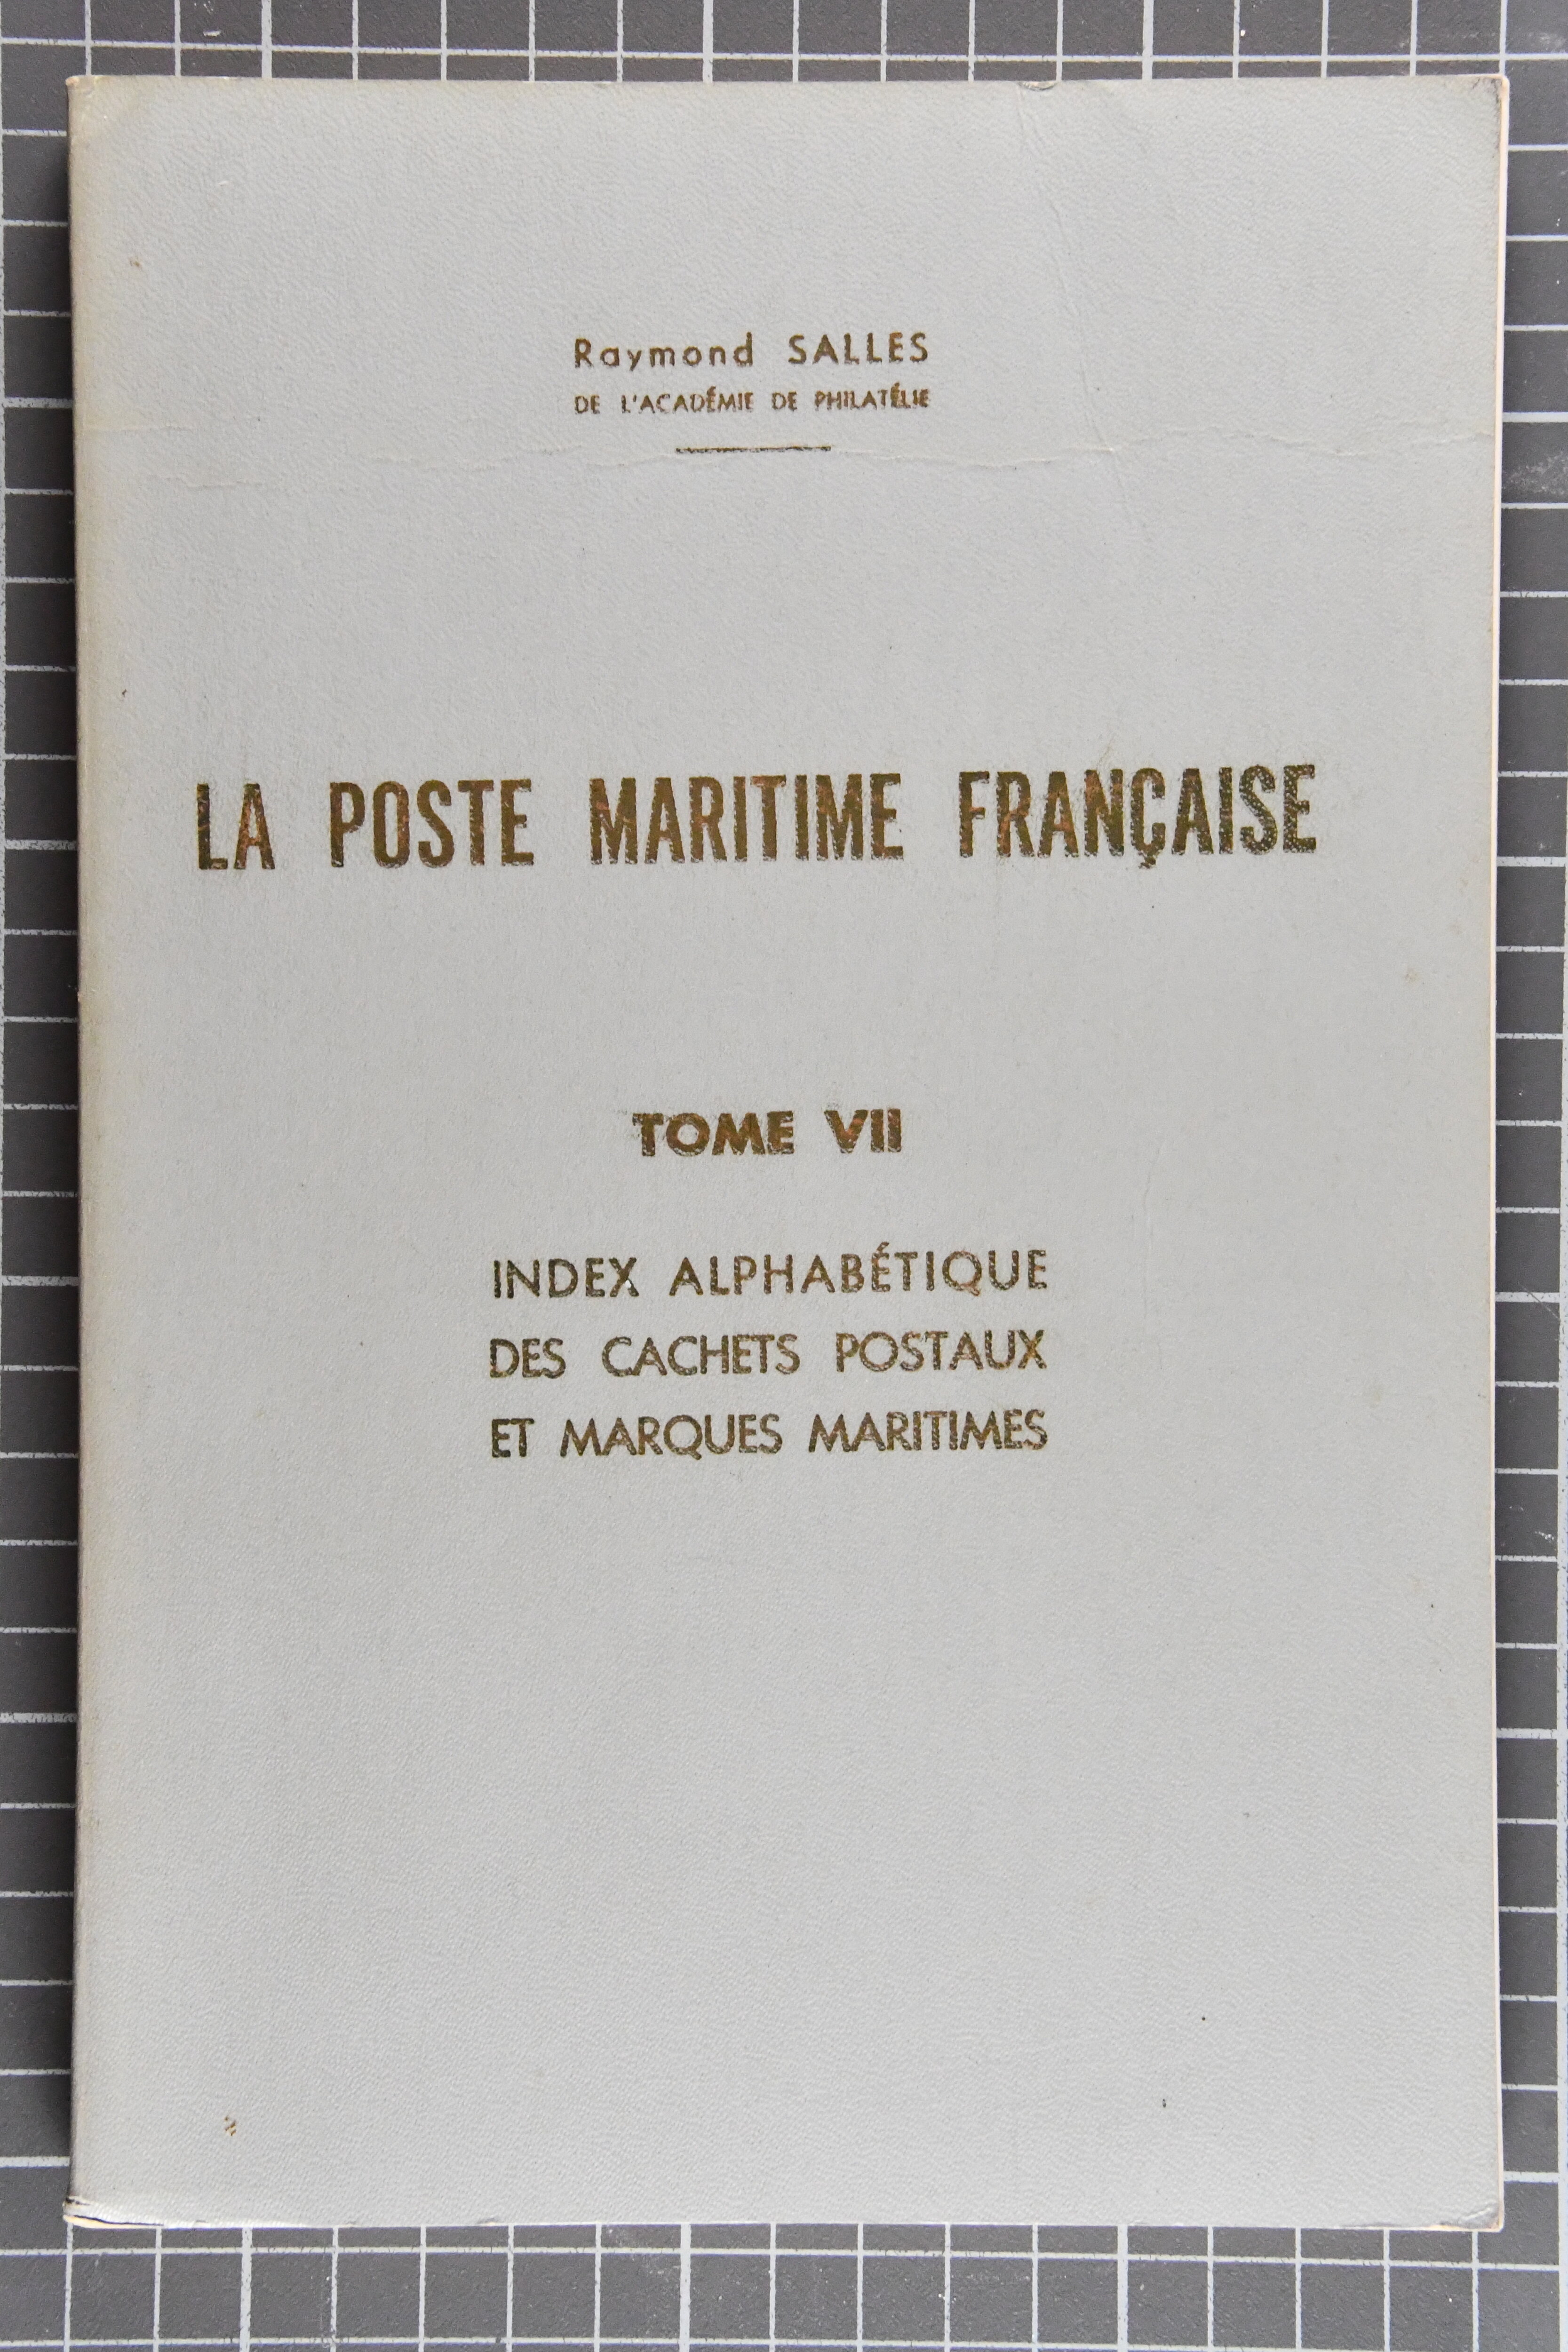 Raymond SALLES
DE L'ACADÉMIE DE PHILATÉLIE
LA POSTE MARITIME FRANÇAISE
TOME VII
INDEX ALPHABÉTIQUE
DES CACHETS POSTAUX
ET MARQUES MARITIMES